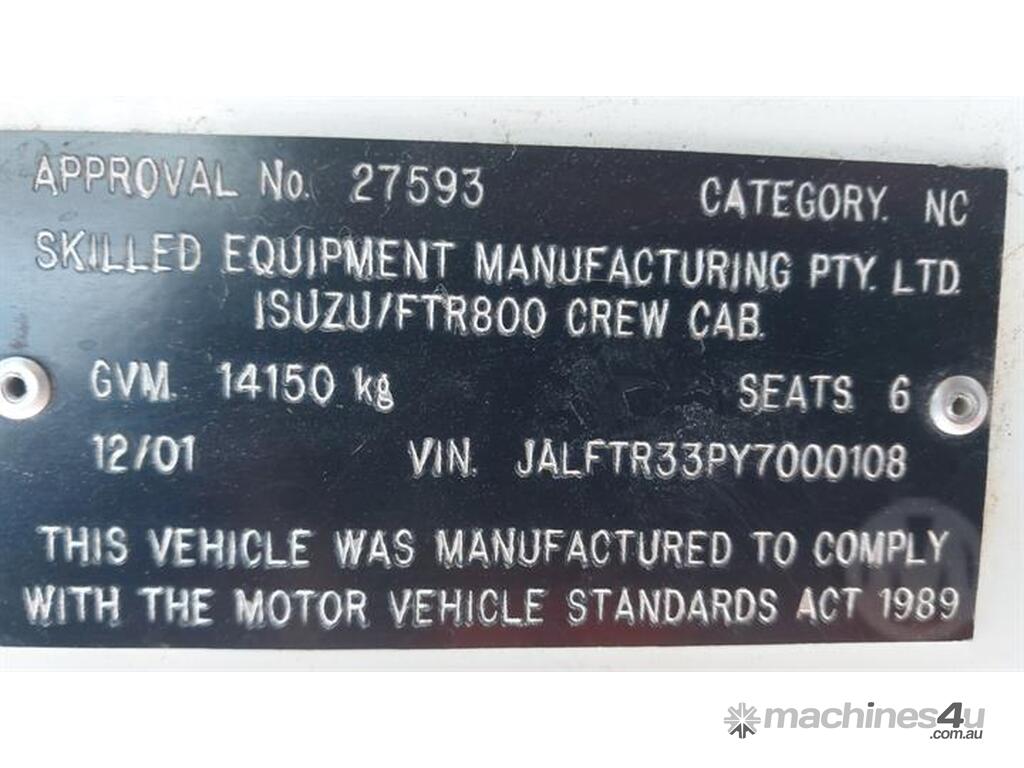 APPROVAL No. 27593 CATEGORY. NC
SKILLED EQUIPMENT MANUFACTURING PTY. LTD.
ISUZU/FTR800 CREW CAB.
GVM. 14150 kg SEATS 6
12/01 VIN. JALFTR33PY7000108
THIS VEHICLE WAS MANUFACTURED TO COMPLY
WITH THE MOTOR VEHICLE STANDARDS ACT 1989
machines4u
.com.au